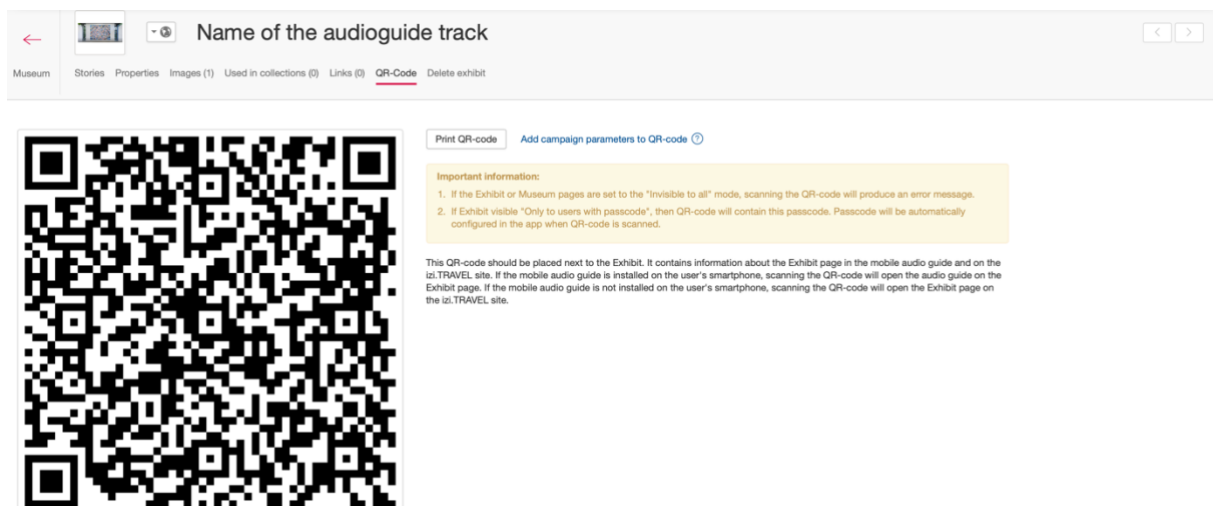 Name of the audioguide track
Museum
Stories Properties Images (1) Used in collections (0) Links (0) QR-Code Delete exhibit
Print QR-code Add campaign parameters to QR-code ?
Important information:
1. If the Exhibit or Museum pages are set to the "Invisible to all" mode, scanning the QR-code will produce an error message.
2. If Exhibit visible "Only to users with passcode", then QR-code will contain this passcode. Passcode will be automatically
configured in the app when QR-code is scanned.
This QR-code should be placed next to the Exhibit. It contains information about the Exhibit page in the mobile audio guide and on the
izi.TRAVEL site. If the mobile audio guide is installed on the user's smartphone, scanning the QR-code will open the audio guide on the
Exhibit page. If the mobile audio guide is not installed on the user's smartphone, scanning the QR-code will open the Exhibit page on
the izi.TRAVEL site.